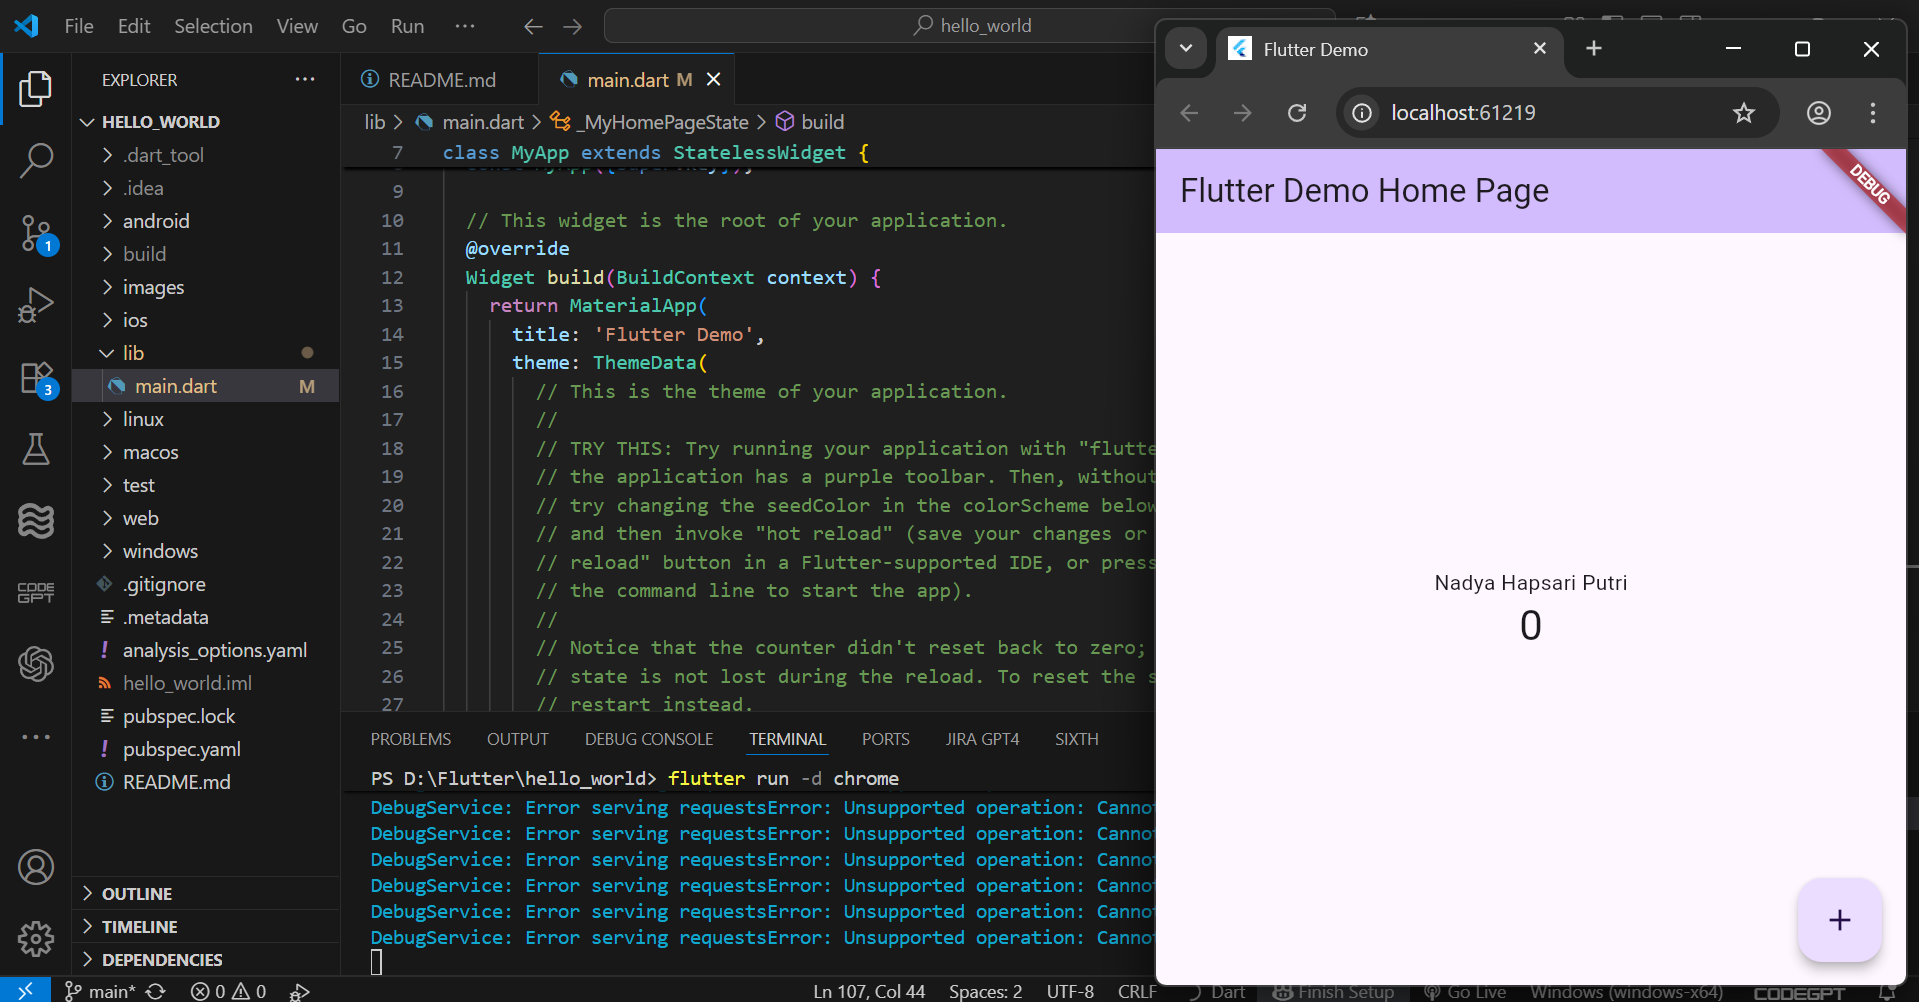 File Edit Selection View Go Run ···
hello_world
EXPLORER
HELLO_WORLD
.dart_tool
.idea
android
build
images
ios
lib
main.dart M
linux
macos
test
web
windows
.gitignore
.metadata
analysis_options.yaml
hello_world.iml
pubspec.lock
pubspec.yaml
README.md
OUTLINE
TIMELINE
DEPENDENCIES
1
3
CODE
GPT
README.md
main.dart M
lib > main.dart > _MyHomePageState > build
7 class MyApp extends StatelessWidget {
9
10 // This widget is the root of your application.
11 @override
12 Widget build(BuildContext context) {
13 return MaterialApp(
14 title: 'Flutter Demo',
15 theme: ThemeData(
16 // This is the theme of your application.
17 //
18 // TRY THIS: Try running your application with "flutte
19 // the application has a purple toolbar. Then, without
20 // try changing the seedColor in the colorScheme below
21 // and then invoke "hot reload" (save your changes or
22 // reload" button in a Flutter-supported IDE, or press
23 // the command line to start the app).
24 //
25 // Notice that the counter didn't reset back to zero;
26 // state is not lost during the reload. To reset the s
27 // restart instead.
PROBLEMS OUTPUT DEBUG CONSOLE TERMINAL PORTS JIRA GPT4 SIXTH
PS D:\Flutter\hello_world> flutter run -d chrome
DebugService: Error serving requestsError: Unsupported operation: Canno
DebugService: Error serving requestsError: Unsupported operation: Canno
DebugService: Error serving requestsError: Unsupported operation: Canno
DebugService: Error serving requestsError: Unsupported operation: Canno
DebugService: Error serving requestsError: Unsupported operation: Canno
DebugService: Error serving requestsError: Unsupported operation: Canno
main* 0 0 Ln 107, Col 44 Spaces: 2 UTF-8 CRLF Dart Finish Setup Go Live Windows (windows-x64) CODEGPT
Flutter Demo
localhost:61219
Flutter Demo Home Page
DEBUG
Nadya Hapsari Putri
0
+